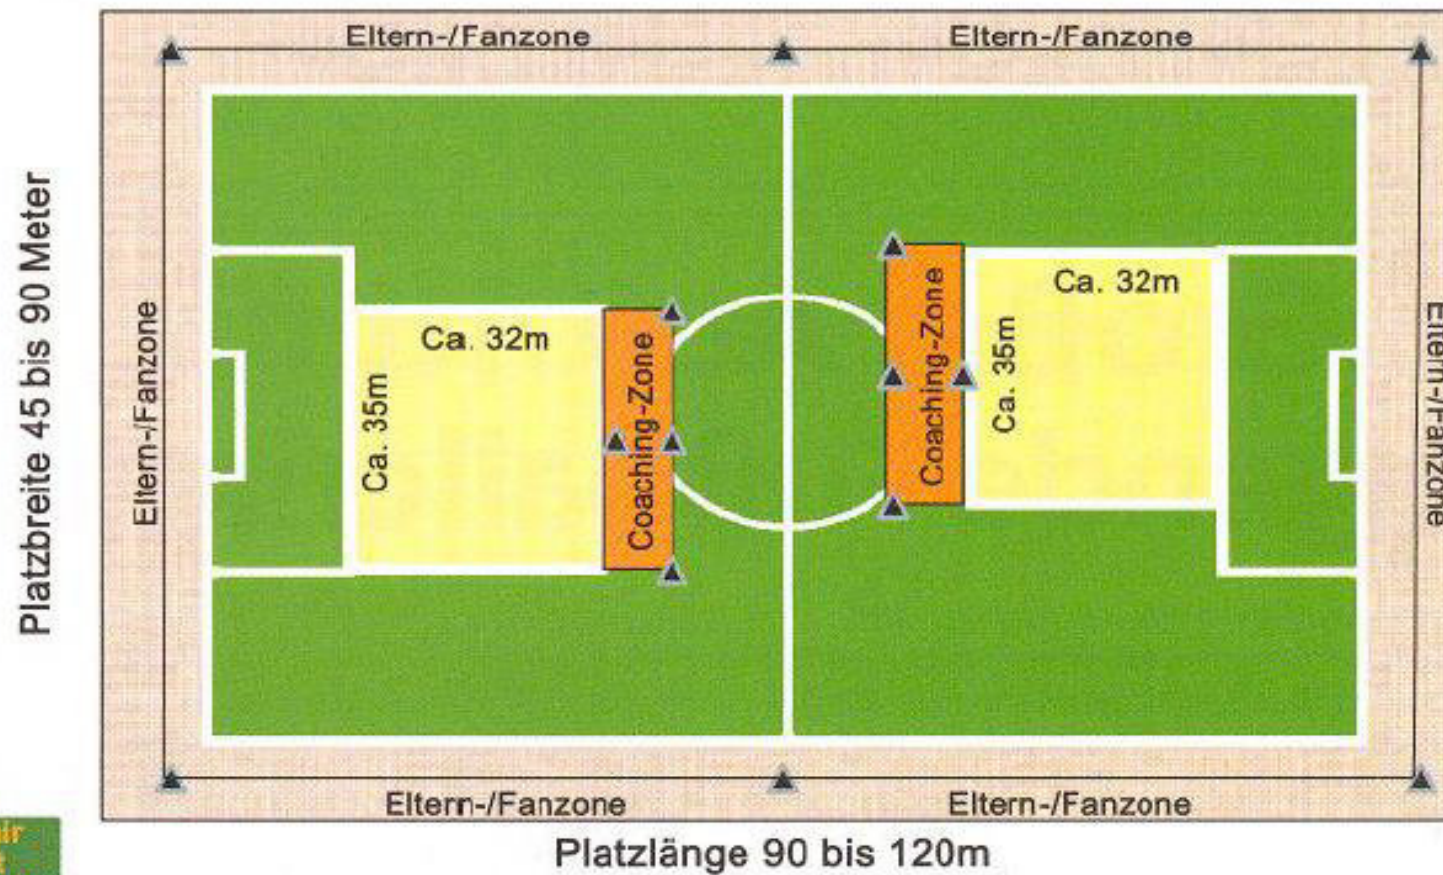 Eltern-/Fanzone
Eltern-/Fanzone
Platzbreite 45 bis 90 Meter
Eltern-/Fanzone
Ca. 32m
Ca. 35m
Coaching-Zone
Coaching-Zone
Ca. 32m
Ca. 35m
Eltern-/Fanzone
Eltern-/Fanzone
Eltern-/Fanzone
Platzlänge 90 bis 120m